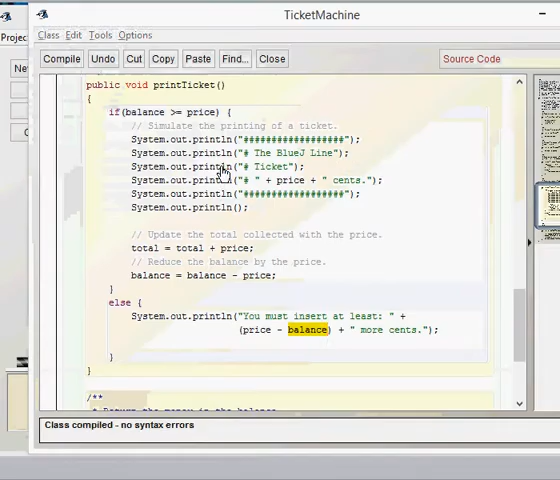 TicketMachine
Class Edit Tools Options
Compile Undo Cut Copy Paste Find... Close
Source Code
public void printTicket()
{
if(balance >= price) {
// Simulate the printing of a ticket.
System.out.println("##################");
System.out.println("# The BlueJ Line");
System.out.println("# Ticket");
System.out.println("# " + price + " cents.");
System.out.println("##################");
System.out.println();
// Update the total collected with the price.
total = total + price;
// Reduce the balance by the price.
balance = balance - price;
}
else {
System.out.println("You must insert at least: " +
(price - balance) + " more cents.");
}
}
/**
Class compiled - no syntax errors